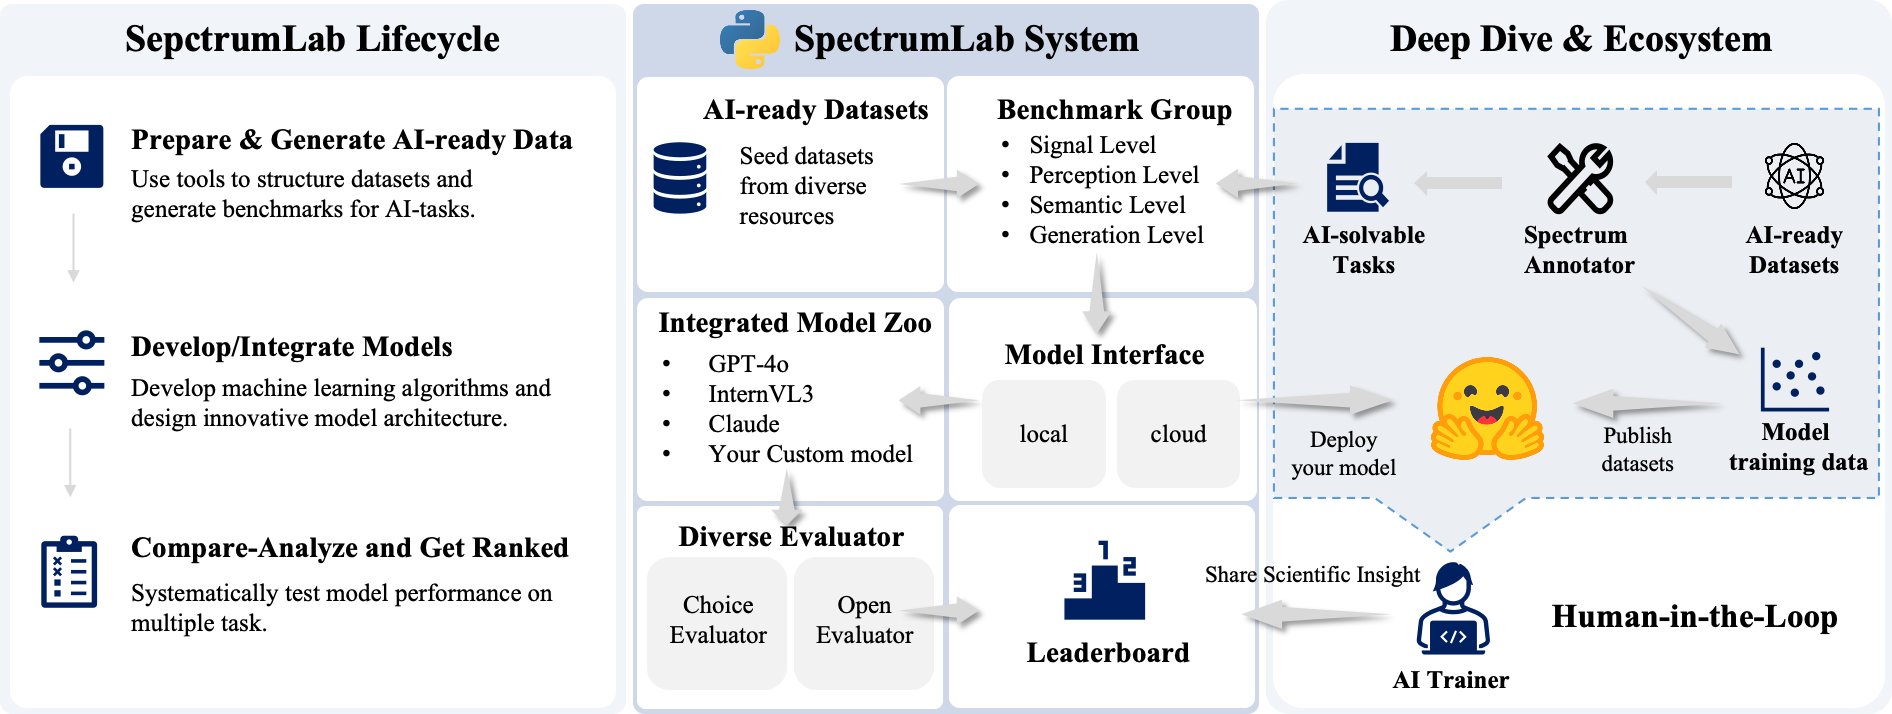 SepctrumLab Lifecycle
Prepare & Generate AI-ready Data
Use tools to structure datasets and
generate benchmarks for AI-tasks.
Develop/Integrate Models
Develop machine learning algorithms and
design innovative model architecture.
Compare-Analyze and Get Ranked
Systematically test model performance on
multiple task.
SpectrumLab System
AI-ready Datasets
Seed datasets
from diverse
resources
Benchmark Group
• Signal Level
• Perception Level
• Semantic Level
• Generation Level
Integrated Model Zoo
• GPT-4o
• InternVL3
• Claude
• Your Custom model
Model Interface
local
cloud
Diverse Evaluator
Choice
Evaluator
Open
Evaluator
1
2
3
Leaderboard
Deep Dive & Ecosystem
AI-solvable
Tasks
Spectrum
Annotator
AI
AI-ready
Datasets
Deploy
your model
Publish
datasets
Model
training data
Share Scientific Insight
</>
AI Trainer
Human-in-the-Loop